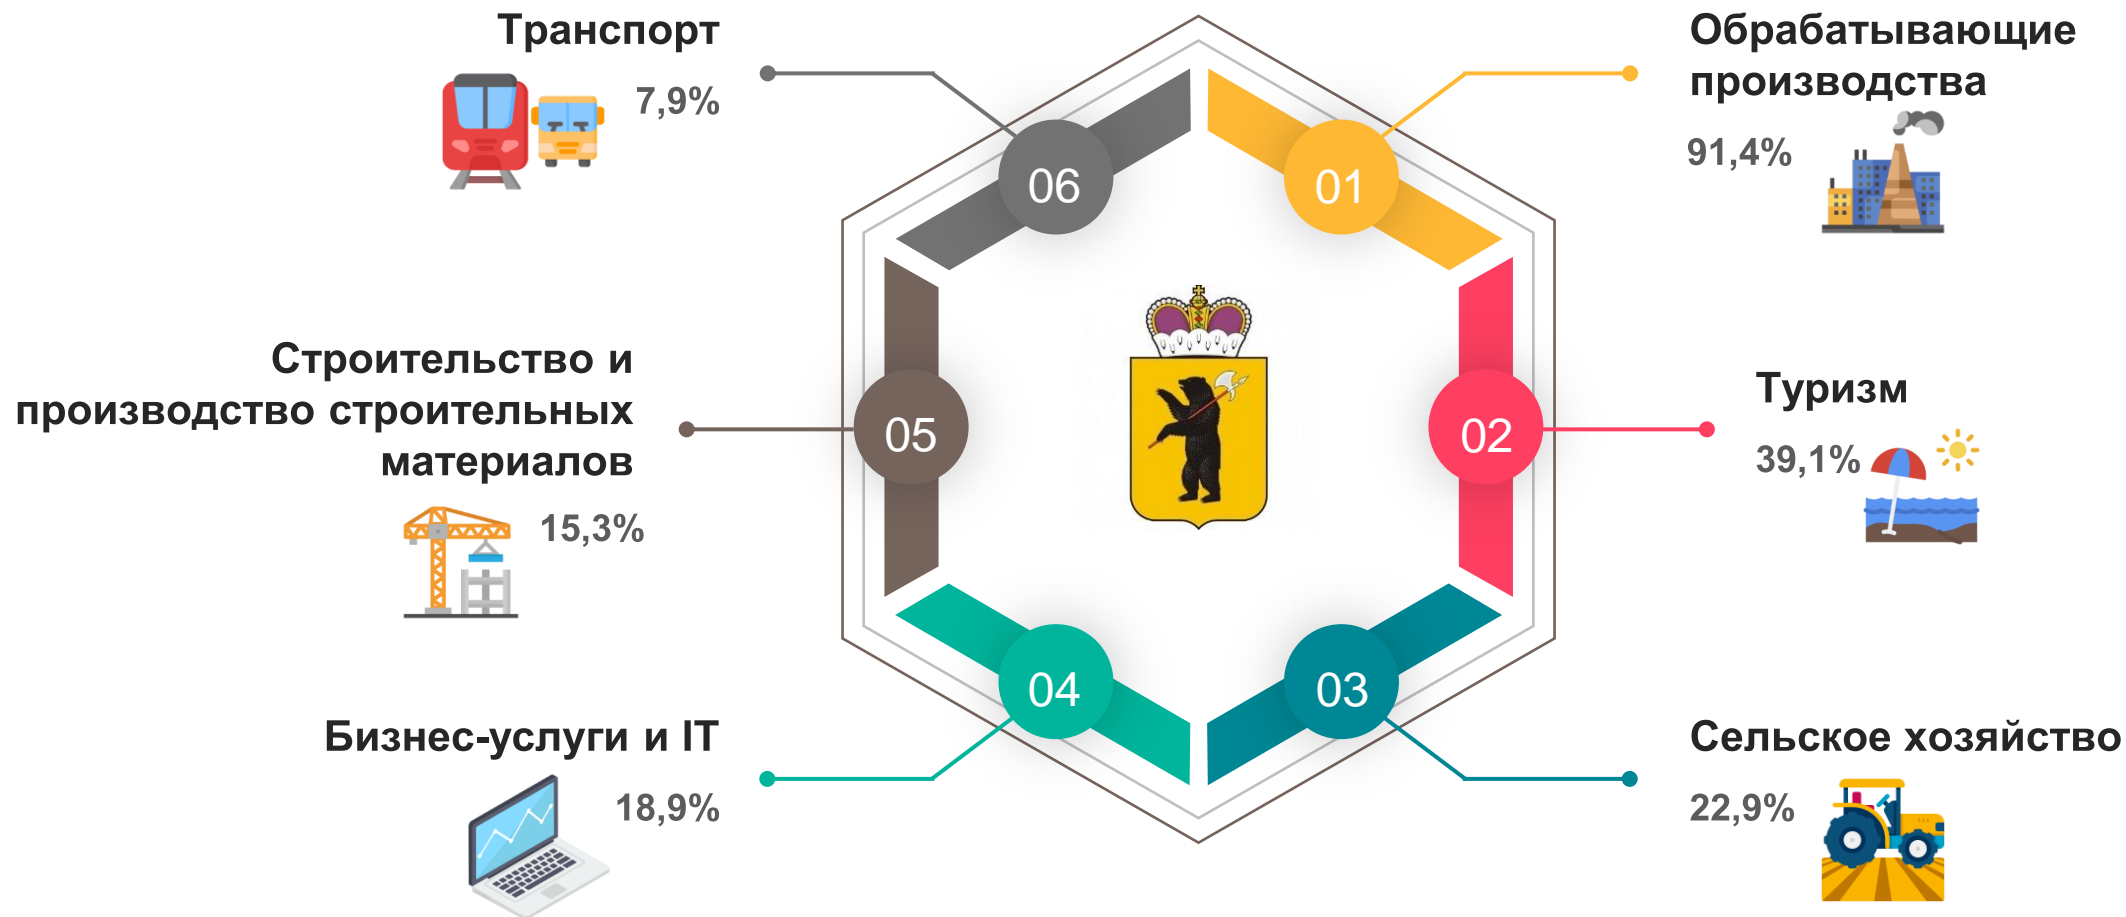 Обрабатывающие
производства
91,4%
01
Туризм
39,1%
02
Сельское хозяйство
22,9%
03
Бизнес-услуги и IT
18,9%
04
Строительство и
производство строительных
материалов
15,3%
05
Транспорт
7,9%
06